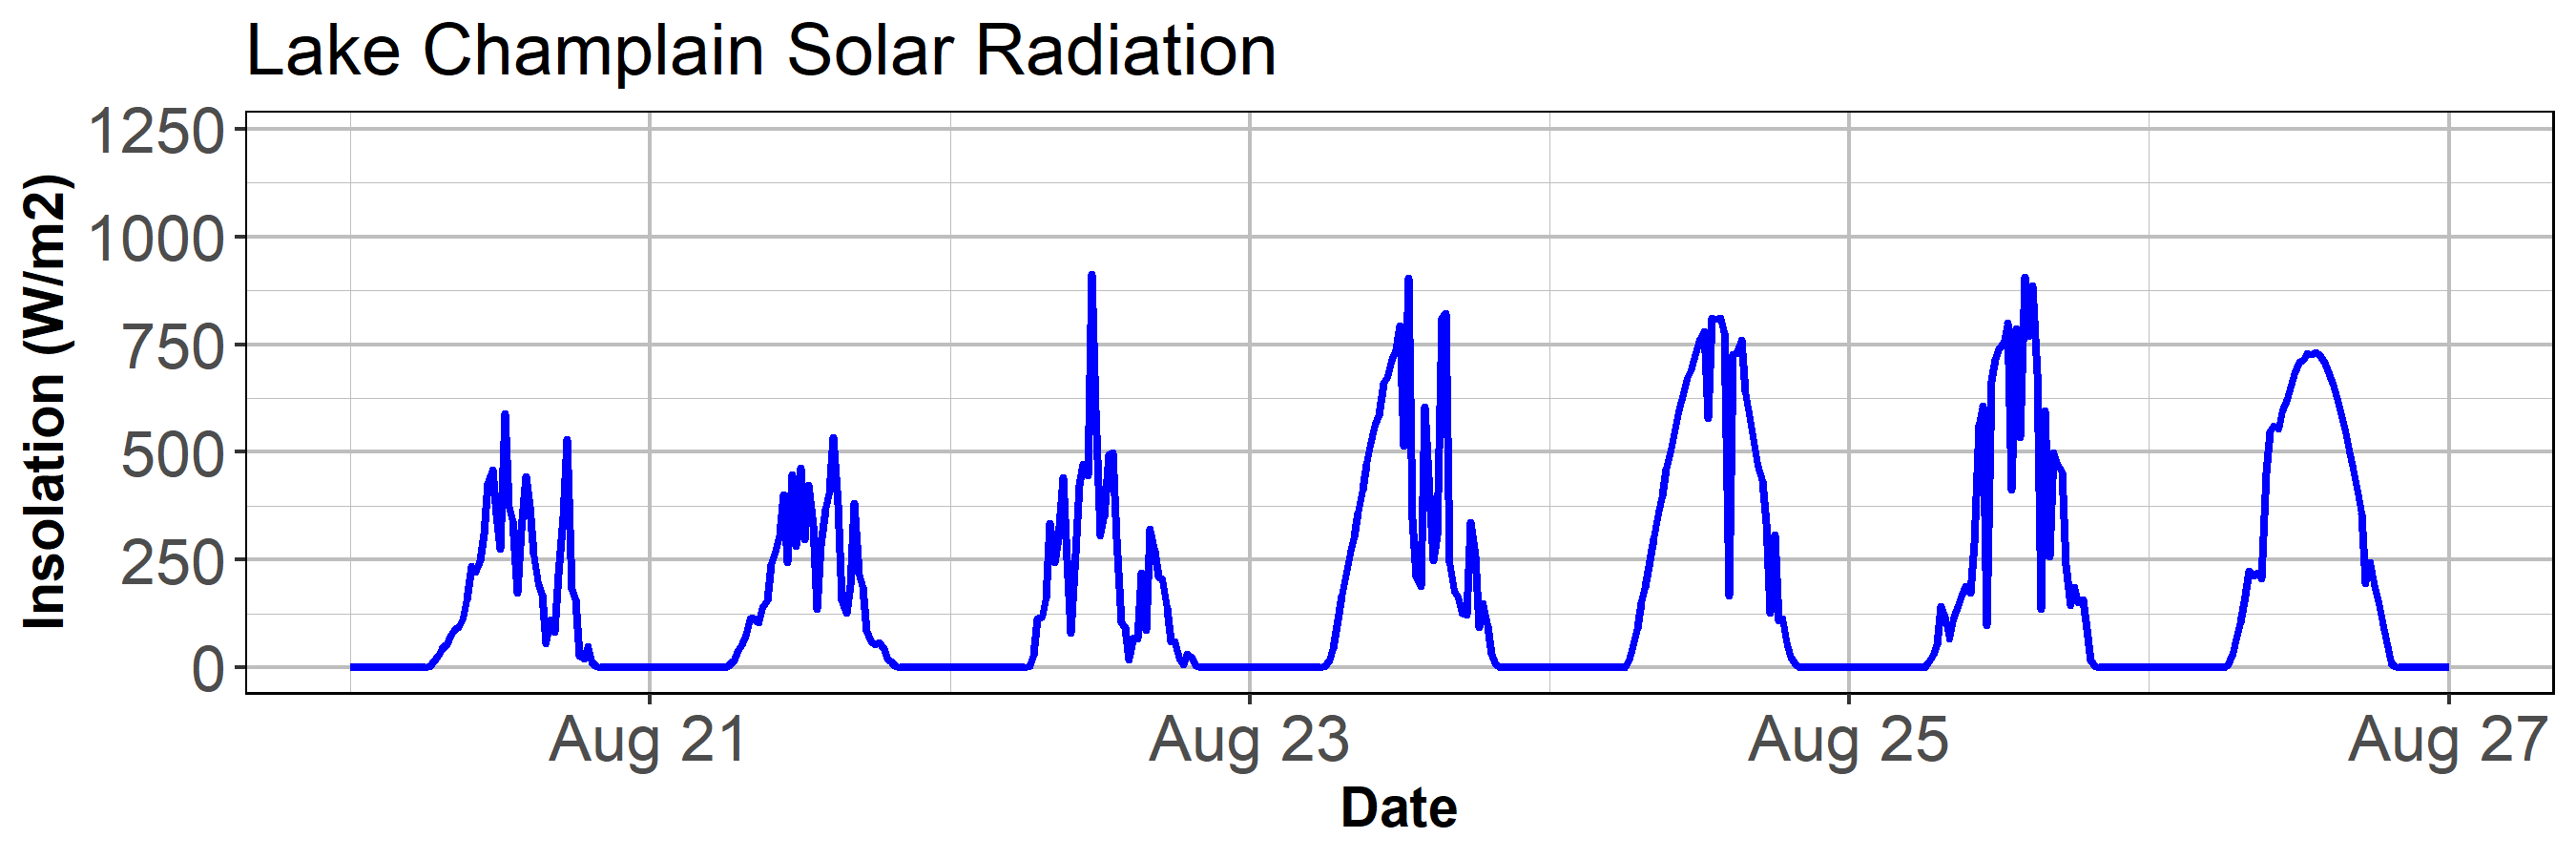 Lake Champlain Solar Radiation
1250
1000
750
500
250
0
Insolation (W/m2)
Aug 21 Aug 23 Aug 25 Aug 27
Date